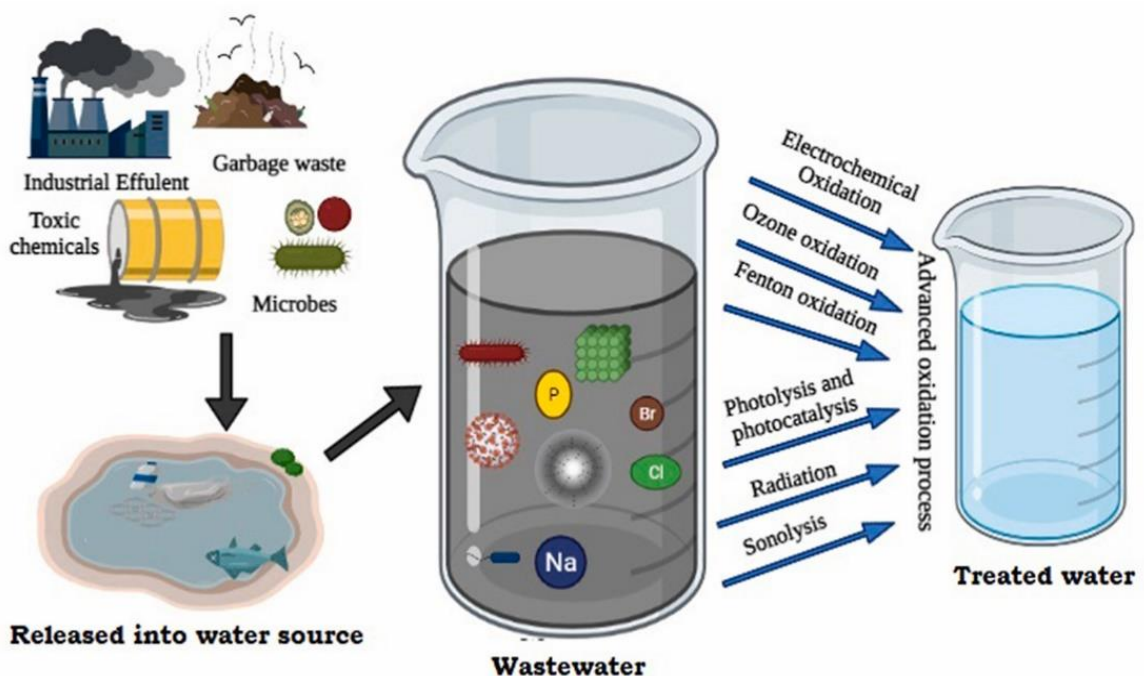 Garbage waste
Industrial Effulent
Toxic
chemicals
Microbes
Released into water source
P
Br
Cl
Na
Wastewater
Electrochemical
Oxidation
Ozone oxidation
Fenton oxidation
Photolysis and
photocatalysis
Radiation
Sonolysis
Advanced oxidation process
Treated water